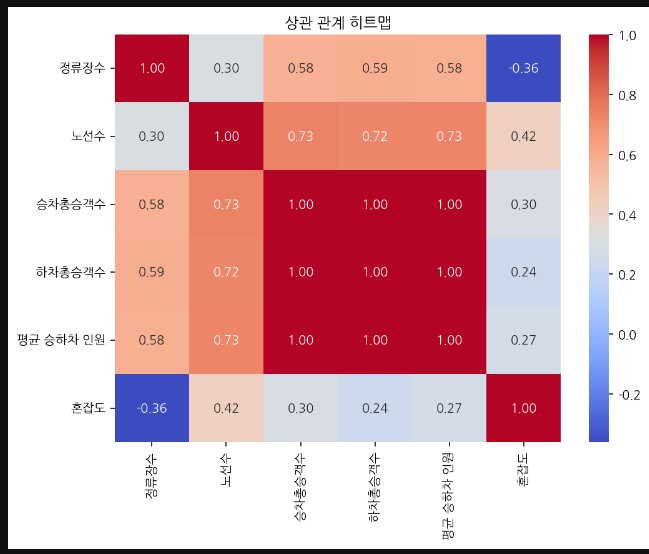 상관 관계 히트맵
정류장수 1.00 0.30 0.58 0.59 0.58 -0.36
노선수 0.30 1.00 0.73 0.72 0.73 0.42
승차총승객수 0.58 0.73 1.00 1.00 1.00 0.30
하차총승객수 0.59 0.72 1.00 1.00 1.00 0.24
평균 승하차 인원 0.58 0.73 1.00 1.00 1.00 0.27
혼잡도 -0.36 0.42 0.30 0.24 0.27 1.00
정류장수
노선수
승차총승객수
하차총승객수
평균 승하차 인원
혼잡도
1.0
0.8
0.6
0.4
0.2
0.0
-0.2